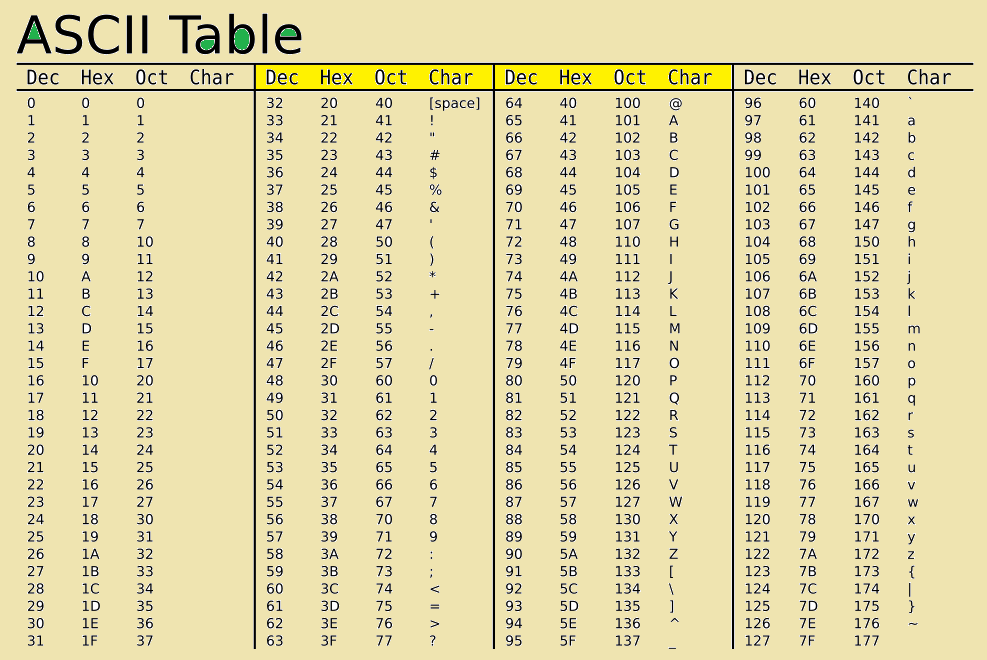 ASCII Table
Dec Hex Oct Char Dec Hex Oct Char Dec Hex Oct Char Dec Hex Oct Char
0 0 0 32 20 40 [space] 64 40 100 @ 96 60 140 `
1 1 1 33 21 41 ! 65 41 101 A 97 61 141 a
2 2 2 34 22 42 " 66 42 102 B 98 62 142 b
3 3 3 35 23 43 # 67 43 103 C 99 63 143 c
4 4 4 36 24 44 $ 68 44 104 D 100 64 144 d
5 5 5 37 25 45 % 69 45 105 E 101 65 145 e
6 6 6 38 26 46 & 70 46 106 F 102 66 146 f
7 7 7 39 27 47 ' 71 47 107 G 103 67 147 g
8 8 10 40 28 50 ( 72 48 110 H 104 68 150 h
9 9 11 41 29 51 ) 73 49 111 I 105 69 151 i
10 A 12 42 2A 52 * 74 4A 112 J 106 6A 152 j
11 B 13 43 2B 53 + 75 4B 113 K 107 6B 153 k
12 C 14 44 2C 54 , 76 4C 114 L 108 6C 154 l
13 D 15 45 2D 55 - 77 4D 115 M 109 6D 155 m
14 E 16 46 2E 56 . 78 4E 116 N 110 6E 156 n
15 F 17 47 2F 57 / 79 4F 117 O 111 6F 157 o
16 10 20 48 30 60 0 80 50 120 P 112 70 160 p
17 11 21 49 31 61 1 81 51 121 Q 113 71 161 q
18 12 22 50 32 62 2 82 52 122 R 114 72 162 r
19 13 23 51 33 63 3 83 53 123 S 115 73 163 s
20 14 24 52 34 64 4 84 54 124 T 116 74 164 t
21 15 25 53 35 65 5 85 55 125 U 117 75 165 u
22 16 26 54 36 66 6 86 56 126 V 118 76 166 v
23 17 27 55 37 67 7 87 57 127 W 119 77 167 w
24 18 30 56 38 70 8 88 58 130 X 120 78 170 x
25 19 31 57 39 71 9 89 59 131 Y 121 79 171 y
26 1A 32 58 3A 72 : 90 5A 132 Z 122 7A 172 z
27 1B 33 59 3B 73 ; 91 5B 133 [ 123 7B 173 {
28 1C 34 60 3C 74 < 92 5C 134 \ 124 7C 174 |
29 1D 35 61 3D 75 = 93 5D 135 ] 125 7D 175 }
30 1E 36 62 3E 76 > 94 5E 136 ^ 126 7E 176 ~
31 1F 37 63 3F 77 ? 95 5F 137 _ 127 7F 177